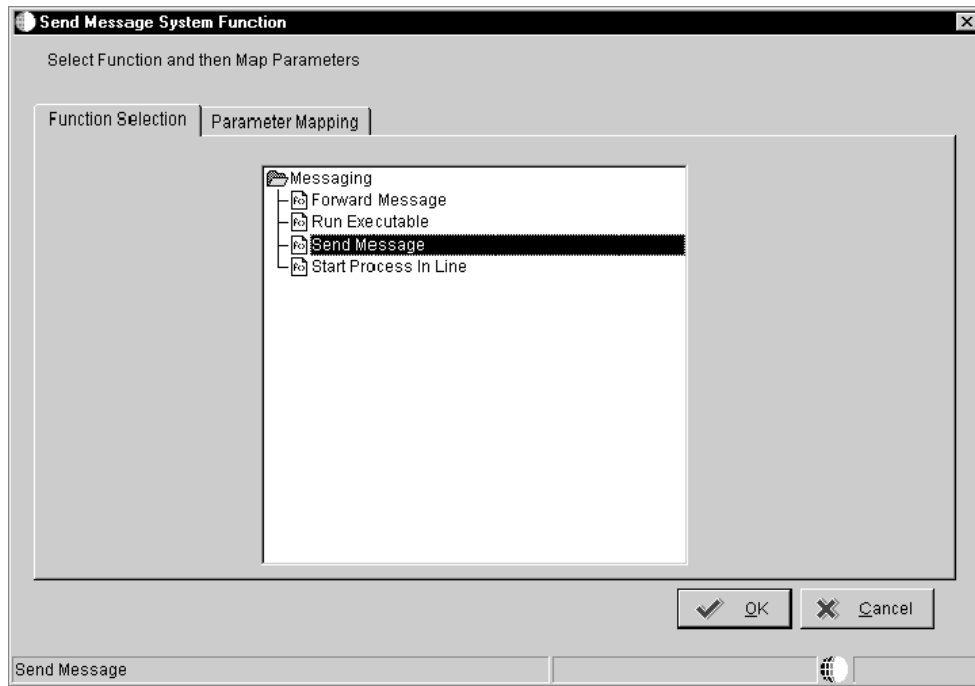 Send Message System Function
Select Function and then Map Parameters
Function Selection
Parameter Mapping
Messaging
Forward Message
Run Executable
Send Message
Start Process In Line
OK
Cancel
Send Message